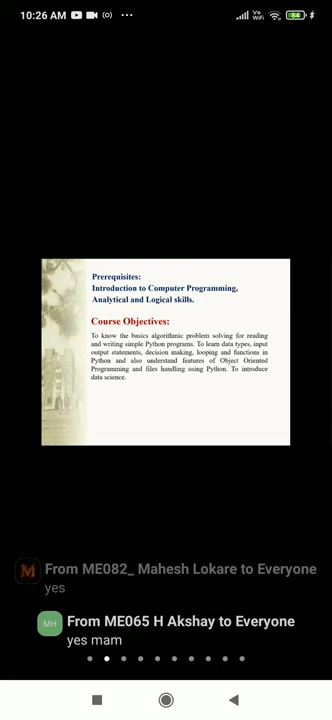 10:26 AM
Vo
WiFi
84
Prerequisites:
Introduction to Computer Programming,
Analytical and Logical skills.
Course Objectives:
To know the basics algorithmic problem solving for reading
and writing simple Python programs. To learn data types, input
output statements, decision making, looping and functions in
Python and also understand features of Object Oriented
Programming and files handling using Python. To introduce
data science.
From ME082_ Mahesh Lokare to Everyone
yes
MH
From ME065 H Akshay to Everyone
yes mam